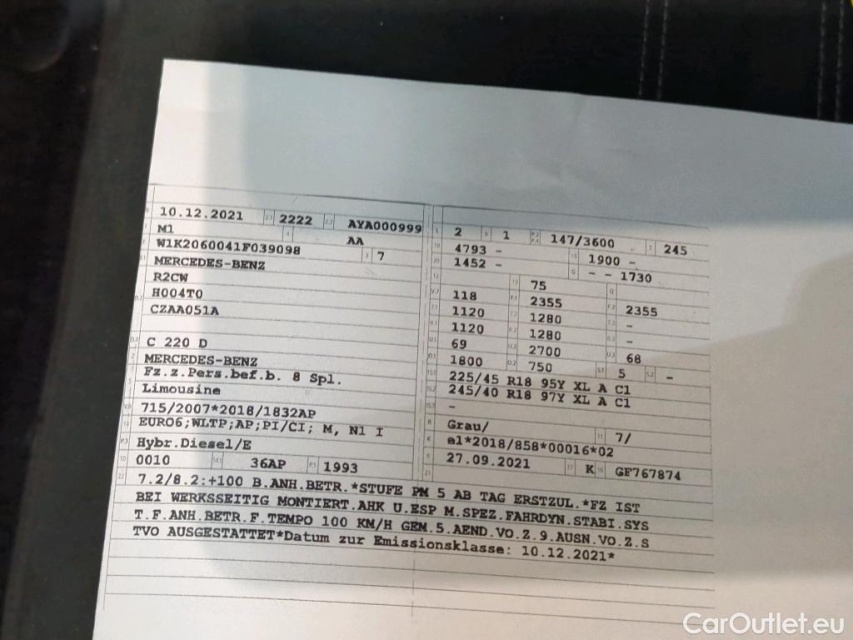 10.12.2021 2222 AYA000999
M1 AA
W1K2060041F039098 7
MERCEDES-BENZ
R2CW
H004T0
CZAA051A
C 220 D
MERCEDES-BENZ
Fz.z.Pers.bef.b. 8 Spl.
Limousine
715/2007*2018/1832AP
EURO6;WLTP;AP;PI/CI; M, N1 I
Hybr.Diesel/E
0010 36AP 1993
2 1 147/3600 245
4793 - 1900 -
1452 - - - 1730
75
118 2355 2355
1120 1280 -
1120 1280 -
69 2700 68
1800 750 5 -
225/45 R18 95Y XL A C1
245/40 R18 97Y XL A C1
-
Grau/ 7/
e1*2018/858*00016*02
27.09.2021 K GF767874
7.2/8.2:+100 B.ANH.BETR.*STUFE PM 5 AB TAG ERSTZUL.*FZ IST
BEI WERKSSEITIG MONTIERT.AHK U.ESP M.SPEZ.FAHRDYN.STABI.SYS
T.F.ANH.BETR.F.TEMPO 100 KM/H GEM.5.AEND.VO.Z.9.AUSN.VO.Z.S
TVO AUSGESTATTET*Datum zur Emissionsklasse: 10.12.2021*
CarOutlet.eu